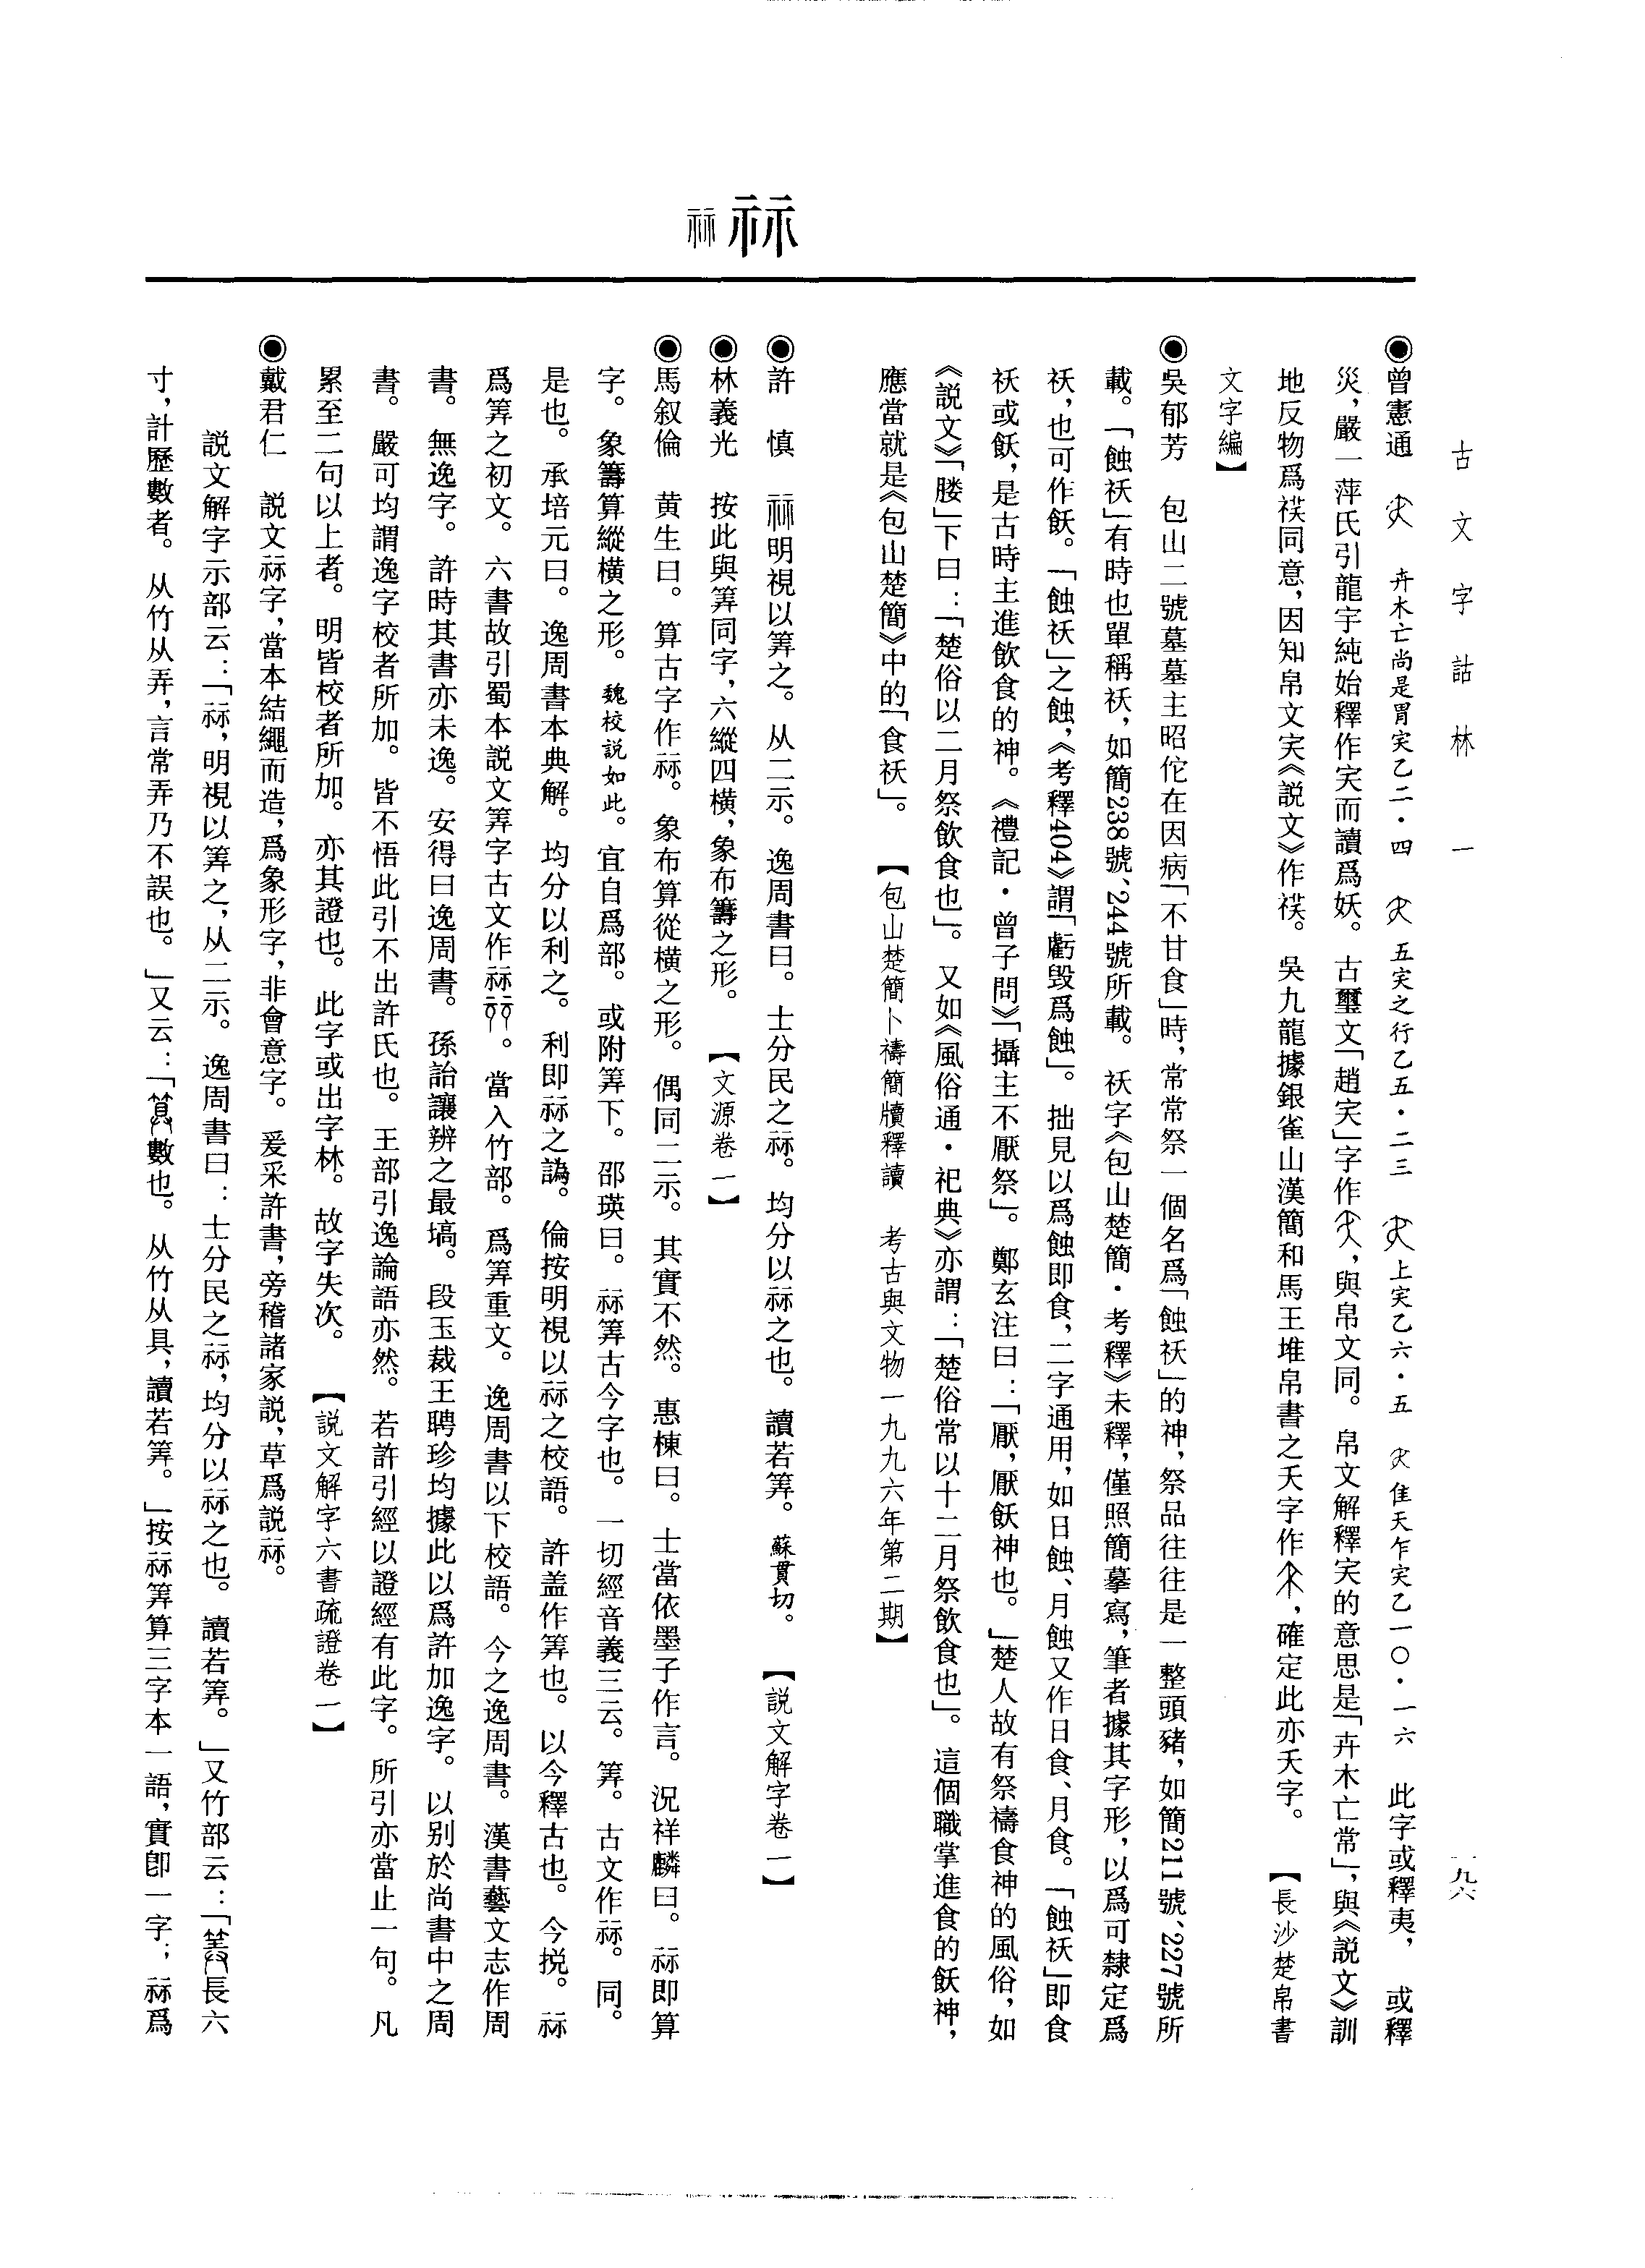 古文字詁林 一
一九六
祘
◉曾憲通 卉木亡尚是胃宎乙二·四 五宎之行乙五·二三 上宎乙六·五 隹天乍宎乙一〇·一六 此字或釋夷，或釋
災，嚴一萍氏引龍宇純始釋作宎而讀爲妖。古璽文「趙宎」字作，與帛文同。帛文解釋宎的意思是「卉木亡常」，與《説文》訓
地反物爲䄏同意，因知帛文宎《説文》作䄏。吳九龍據銀雀山漢簡和馬王堆帛書之夭字作，確定此亦夭字。 【長沙楚帛書
文字編】
◉吳郁芳 包山二號墓墓主昭佗在因病「不甘食」時，常常祭一個名爲「蝕祅」的神，祭品往往是一整頭豬，如簡211號、227號所
載。「蝕祅」有時也單稱祅，如簡238號、244號所載。祅字《包山楚簡·考釋》未釋，僅照簡摹寫，筆者據其字形，以爲可隸定爲
祅，也可作飫。「蝕祅」之蝕，《考釋404》謂「虧毁爲蝕」。拙見以爲蝕即食，二字通用，如日蝕、月蝕又作日食、月食。「蝕祅」即食
祅或飫，是古時主進飲食的神。《禮記·曾子問》「攝主不厭祭」。鄭玄注曰：「厭，厭飫神也。」楚人故有祭禱食神的風俗，如
《説文》「膢」下曰：「楚俗以二月祭飲食也」。又如《風俗通·祀典》亦謂：「楚俗常以十二月祭飲食也」。這個職掌進食的飫神，
應當就是《包山楚簡》中的「食祅」。 【包山楚簡卜禱簡牘釋讀 考古與文物一九九六年第二期】
◉許 慎 祘明視以筭之。从二示。逸周書曰。士分民之祘。均分以祘之也。讀若筭。蘇貫切。 【説文解字卷一】
◉林義光 按此與筭同字，六縱四横，象布籌之形。 【文源卷一】
◉馬叙倫 黄生曰。算古字作祘。象布算從横之形。偶同二示。其實不然。惠棟曰。士當依墨子作言。況祥麟曰。祘即算
字。象籌算縱横之形。魏校説如此。宜自爲部。或附筭下。邵瑛曰。祘筭古今字也。一切經音義三云。筭。古文作祘。同。
是也。承培元曰。逸周書本典解。均分以利之。利即祘之譌。倫按明視以祘之校語。許盖作筭也。以今釋古也。今捝。祘
爲筭之初文。六書故引蜀本説文筭字古文作祘。當入竹部。爲筭重文。逸周書以下校語。今之逸周書。漢書藝文志作周
書。無逸字。許時其書亦未逸。安得曰逸周書。孫詒讓辨之最塙。段玉裁王聘珍均據此以爲許加逸字。以别於尚書中之周
書。嚴可均謂逸字校者所加。皆不悟此引不出許氏也。王部引逸論語亦然。若許引經以證經有此字。所引亦當止一句。凡
累至二句以上者。明皆校者所加。亦其證也。此字或出字林。故字失次。 【説文解字六書疏證卷一】
◉戴君仁 説文祘字，當本結繩而造，爲象形字，非會意字。爰采許書，旁稽諸家説，草爲説祘。
説文解字示部云：「祘，明視以筭之，从二示。逸周書曰：士分民之祘，均分以祘之也。讀若筭。」又竹部云：「筭長六
寸，計歷數者。从竹从弄，言常弄乃不誤也。」又云：「算數也。从竹从具，讀若筭。」按祘筭算三字本一語，實卽一字；祘爲